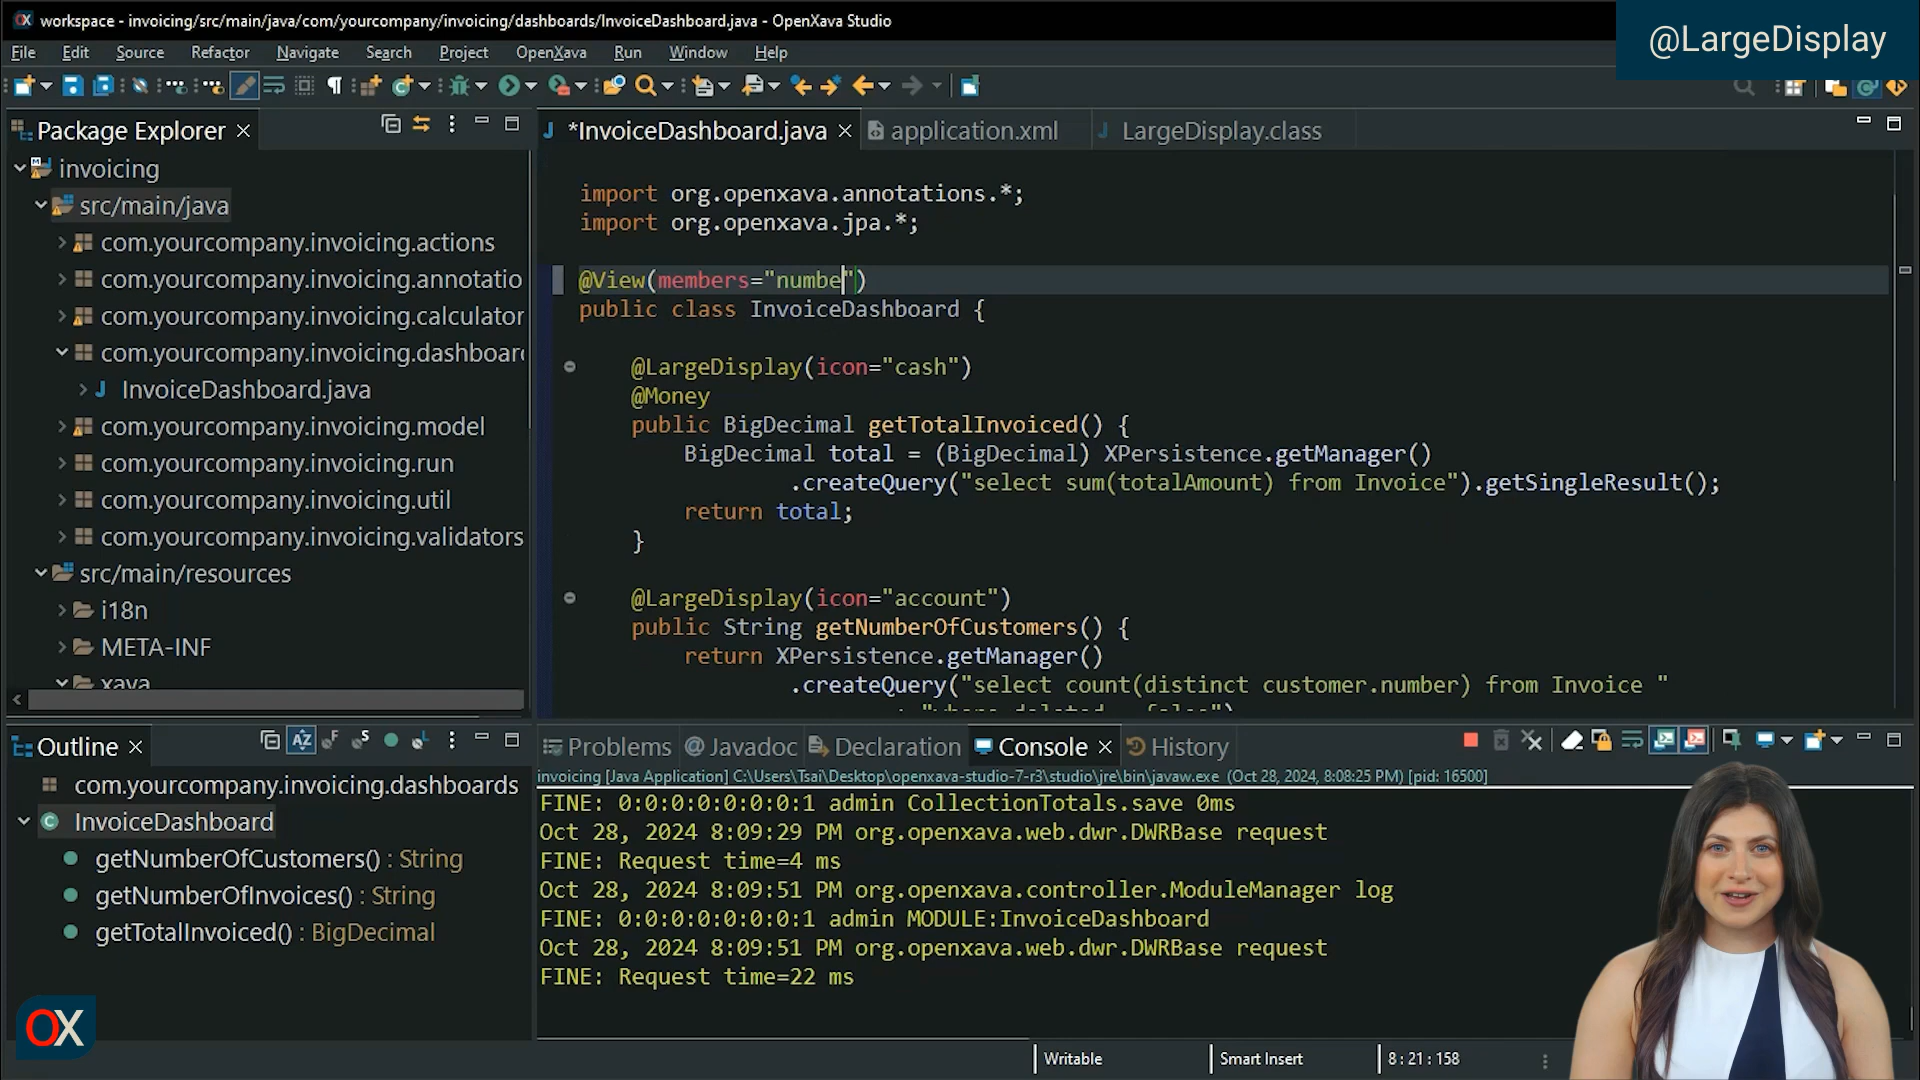 workspace - invoicing/src/main/java/com/yourcompany/invoicing/dashboards/InvoiceDashboard.java - OpenXava Studio
@LargeDisplay
File Edit Source Refactor Navigate Search Project OpenXava Run Window Help
Package Explorer
invoicing
src/main/java
com.yourcompany.invoicing.actions
com.yourcompany.invoicing.annotatio
com.yourcompany.invoicing.calculator
com.yourcompany.invoicing.dashboard
InvoiceDashboard.java
com.yourcompany.invoicing.model
com.yourcompany.invoicing.run
com.yourcompany.invoicing.util
com.yourcompany.invoicing.validators
src/main/resources
i18n
META-INF
xava
*InvoiceDashboard.java application.xml LargeDisplay.class
import org.openxava.annotations.*;
import org.openxava.jpa.*;
@View(members="numbe")
public class InvoiceDashboard {
@LargeDisplay(icon="cash")
@Money
public BigDecimal getTotalInvoiced() {
BigDecimal total = (BigDecimal) XPersistence.getManager()
.createQuery("select sum(totalAmount) from Invoice").getSingleResult();
return total;
}
@LargeDisplay(icon="account")
public String getNumberOfCustomers() {
return XPersistence.getManager()
.createQuery("select count(distinct customer.number) from Invoice "
Outline
com.yourcompany.invoicing.dashboards
InvoiceDashboard
getNumberOfCustomers() : String
getNumberOfInvoices() : String
getTotalInvoiced() : BigDecimal
Problems @ Javadoc Declaration Console History
invoicing [Java Application] C:\Users\Tsai\Desktop\openxava-studio-7-r3\studio\jre\bin\javaw.exe (Oct 28, 2024, 8:08:25 PM) [pid: 16500]
FINE: 0:0:0:0:0:0:0:1 admin CollectionTotals.save 0ms
Oct 28, 2024 8:09:29 PM org.openxava.web.dwr.DWRBase request
FINE: Request time=4 ms
Oct 28, 2024 8:09:51 PM org.openxava.controller.ModuleManager log
FINE: 0:0:0:0:0:0:0:1 admin MODULE:InvoiceDashboard
Oct 28, 2024 8:09:51 PM org.openxava.web.dwr.DWRBase request
FINE: Request time=22 ms
OX
Writable Smart Insert 8 : 21 : 158